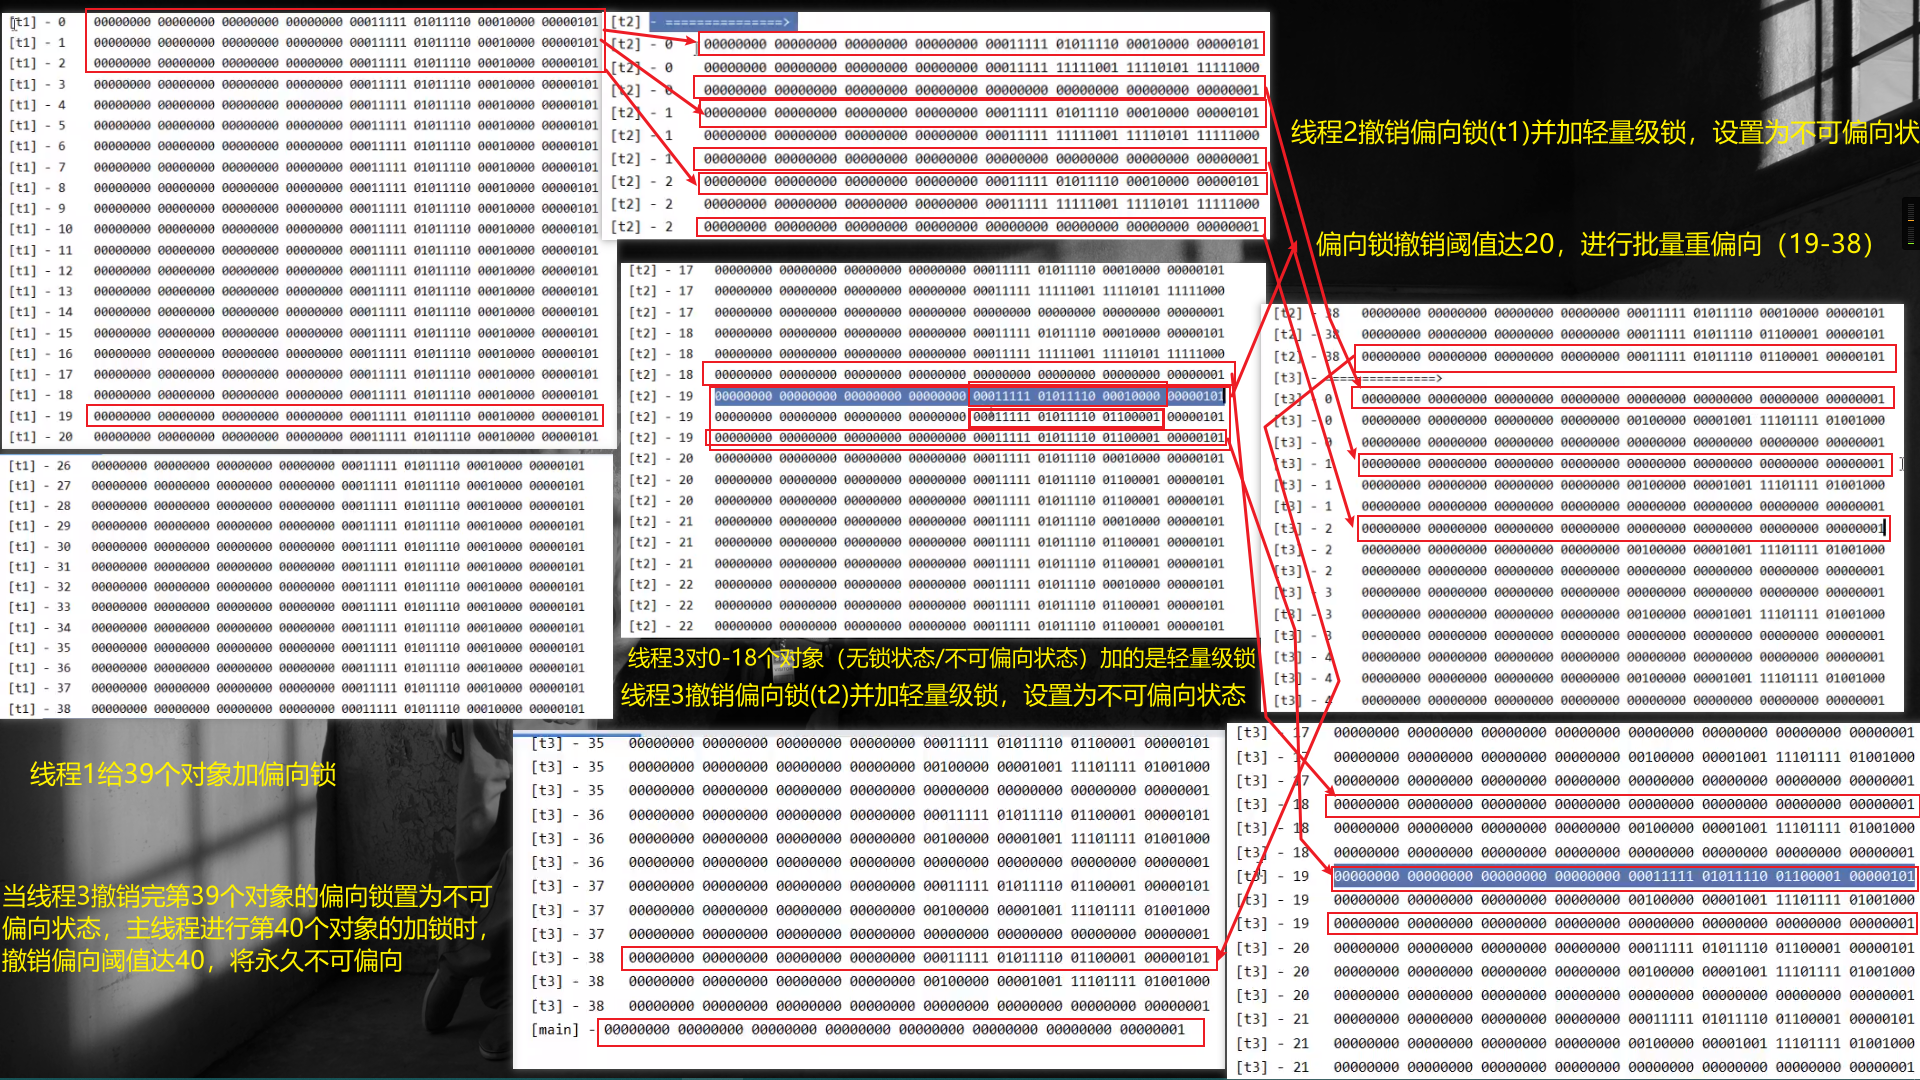 [t1] - 0 00000000 00000000 00000000 00000000 00011111 01011110 00010000 00000101
[t1] - 1 00000000 00000000 00000000 00000000 00011111 01011110 00010000 00000101
[t1] - 2 00000000 00000000 00000000 00000000 00011111 01011110 00010000 00000101
[t1] - 3 00000000 00000000 00000000 00000000 00011111 01011110 00010000 00000101
[t1] - 4 00000000 00000000 00000000 00000000 00011111 01011110 00010000 00000101
[t1] - 5 00000000 00000000 00000000 00000000 00011111 01011110 00010000 00000101
[t1] - 6 00000000 00000000 00000000 00000000 00011111 01011110 00010000 00000101
[t1] - 7 00000000 00000000 00000000 00000000 00011111 01011110 00010000 00000101
[t1] - 8 00000000 00000000 00000000 00000000 00011111 01011110 00010000 00000101
[t1] - 9 00000000 00000000 00000000 00000000 00011111 01011110 00010000 00000101
[t1] - 10 00000000 00000000 00000000 00000000 00011111 01011110 00010000 00000101
[t1] - 11 00000000 00000000 00000000 00000000 00011111 01011110 00010000 00000101
[t1] - 12 00000000 00000000 00000000 00000000 00011111 01011110 00010000 00000101
[t1] - 13 00000000 00000000 00000000 00000000 00011111 01011110 00010000 00000101
[t1] - 14 00000000 00000000 00000000 00000000 00011111 01011110 00010000 00000101
[t1] - 15 00000000 00000000 00000000 00000000 00011111 01011110 00010000 00000101
[t1] - 16 00000000 00000000 00000000 00000000 00011111 01011110 00010000 00000101
[t1] - 17 00000000 00000000 00000000 00000000 00011111 01011110 00010000 00000101
[t1] - 18 00000000 00000000 00000000 00000000 00011111 01011110 00010000 00000101
[t1] - 19 00000000 00000000 00000000 00000000 00011111 01011110 00010000 00000101
[t1] - 20 00000000 00000000 00000000 00000000 00011111 01011110 00010000 00000101
[t1] - 26 00000000 00000000 00000000 00000000 00011111 01011110 00010000 00000101
[t1] - 27 00000000 00000000 00000000 00000000 00011111 01011110 00010000 00000101
[t1] - 28 00000000 00000000 00000000 00000000 00011111 01011110 00010000 00000101
[t1] - 29 00000000 00000000 00000000 00000000 00011111 01011110 00010000 00000101
[t1] - 30 00000000 00000000 00000000 00000000 00011111 01011110 00010000 00000101
[t1] - 31 00000000 00000000 00000000 00000000 00011111 01011110 00010000 00000101
[t1] - 32 00000000 00000000 00000000 00000000 00011111 01011110 00010000 00000101
[t1] - 33 00000000 00000000 00000000 00000000 00011111 01011110 00010000 00000101
[t1] - 34 00000000 00000000 00000000 00000000 00011111 01011110 00010000 00000101
[t1] - 35 00000000 00000000 00000000 00000000 00011111 01011110 00010000 00000101
[t1] - 36 00000000 00000000 00000000 00000000 00011111 01011110 00010000 00000101
[t1] - 37 00000000 00000000 00000000 00000000 00011111 01011110 00010000 00000101
[t1] - 38 00000000 00000000 00000000 00000000 00011111 01011110 00010000 00000101
线程1给39个对象加偏向锁
当线程3撤销完第39个对象的偏向锁置为不可
偏向状态，主线程进行第40个对象的加锁时，
撤销偏向阈值达40，将永久不可偏向
[t2] - ===============>
[t2] - 0 00000000 00000000 00000000 00000000 00011111 01011110 00010000 00000101
[t2] - 0 00000000 00000000 00000000 00000000 00011111 11111001 11110101 11111000
[t2] - 0 00000000 00000000 00000000 00000000 00000000 00000000 00000000 00000001
[t2] - 1 00000000 00000000 00000000 00000000 00011111 01011110 00010000 00000101
[t2] - 1 00000000 00000000 00000000 00000000 00011111 11111001 11110101 11111000
[t2] - 1 00000000 00000000 00000000 00000000 00000000 00000000 00000000 00000001
[t2] - 2 00000000 00000000 00000000 00000000 00011111 01011110 00010000 00000101
[t2] - 2 00000000 00000000 00000000 00000000 00011111 11111001 11110101 11111000
[t2] - 2 00000000 00000000 00000000 00000000 00000000 00000000 00000000 00000001
线程2撤销偏向锁(t1)并加轻量级锁，设置为不可偏向状
偏向锁撤销阈值达20，进行批量重偏向（19-38）
[t2] - 17 00000000 00000000 00000000 00000000 00011111 01011110 00010000 00000101
[t2] - 17 00000000 00000000 00000000 00000000 00011111 11111001 11110101 11111000
[t2] - 17 00000000 00000000 00000000 00000000 00000000 00000000 00000000 00000001
[t2] - 18 00000000 00000000 00000000 00000000 00011111 01011110 00010000 00000101
[t2] - 18 00000000 00000000 00000000 00000000 00011111 11111001 11110101 11111000
[t2] - 18 00000000 00000000 00000000 00000000 00000000 00000000 00000000 00000001
[t2] - 19 00000000 00000000 00000000 00000000 00011111 01011110 00010000 00000101
[t2] - 19 00000000 00000000 00000000 00000000 00011111 01011110 01100001 00000101
[t2] - 19 00000000 00000000 00000000 00000000 00011111 01011110 01100001 00000101
[t2] - 20 00000000 00000000 00000000 00000000 00011111 01011110 00010000 00000101
[t2] - 20 00000000 00000000 00000000 00000000 00011111 01011110 01100001 00000101
[t2] - 20 00000000 00000000 00000000 00000000 00011111 01011110 01100001 00000101
[t2] - 21 00000000 00000000 00000000 00000000 00011111 01011110 00010000 00000101
[t2] - 21 00000000 00000000 00000000 00000000 00011111 01011110 01100001 00000101
[t2] - 21 00000000 00000000 00000000 00000000 00011111 01011110 01100001 00000101
[t2] - 22 00000000 00000000 00000000 00000000 00011111 01011110 00010000 00000101
[t2] - 22 00000000 00000000 00000000 00000000 00011111 01011110 01100001 00000101
[t2] - 22 00000000 00000000 00000000 00000000 00011111 01011110 01100001 00000101
线程3对0-18个对象（无锁状态/不可偏向状态）加的是轻量级锁
线程3撤销偏向锁(t2)并加轻量级锁，设置为不可偏向状态
[t2] - 38 00000000 00000000 00000000 00000000 00011111 01011110 00010000 00000101
[t2] - 38 00000000 00000000 00000000 00000000 00011111 01011110 01100001 00000101
[t2] - 38 00000000 00000000 00000000 00000000 00011111 01011110 01100001 00000101
[t3] - ===============>
[t3] - 0 00000000 00000000 00000000 00000000 00000000 00000000 00000000 00000001
[t3] - 0 00000000 00000000 00000000 00000000 00100000 00001001 11101111 01001000
[t3] - 0 00000000 00000000 00000000 00000000 00000000 00000000 00000000 00000001
[t3] - 1 00000000 00000000 00000000 00000000 00000000 00000000 00000000 00000001
[t3] - 1 00000000 00000000 00000000 00000000 00100000 00001001 11101111 01001000
[t3] - 1 00000000 00000000 00000000 00000000 00000000 00000000 00000000 00000001
[t3] - 2 00000000 00000000 00000000 00000000 00000000 00000000 00000000 00000001
[t3] - 2 00000000 00000000 00000000 00000000 00100000 00001001 11101111 01001000
[t3] - 2 00000000 00000000 00000000 00000000 00000000 00000000 00000000 00000001
[t3] - 3 00000000 00000000 00000000 00000000 00000000 00000000 00000000 00000001
[t3] - 3 00000000 00000000 00000000 00000000 00100000 00001001 11101111 01001000
[t3] - 3 00000000 00000000 00000000 00000000 00000000 00000000 00000000 00000001
[t3] - 4 00000000 00000000 00000000 00000000 00000000 00000000 00000000 00000001
[t3] - 4 00000000 00000000 00000000 00000000 00100000 00001001 11101111 01001000
[t3] - 4 00000000 00000000 00000000 00000000 00000000 00000000 00000000 00000001
[t3] - 17 00000000 00000000 00000000 00000000 00000000 00000000 00000000 00000001
[t3] - 17 00000000 00000000 00000000 00000000 00100000 00001001 11101111 01001000
[t3] - 17 00000000 00000000 00000000 00000000 00000000 00000000 00000000 00000001
[t3] - 18 00000000 00000000 00000000 00000000 00000000 00000000 00000000 00000001
[t3] - 18 00000000 00000000 00000000 00000000 00100000 00001001 11101111 01001000
[t3] - 18 00000000 00000000 00000000 00000000 00000000 00000000 00000000 00000001
[t3] - 19 00000000 00000000 00000000 00000000 00011111 01011110 01100001 00000101
[t3] - 19 00000000 00000000 00000000 00000000 00100000 00001001 11101111 01001000
[t3] - 19 00000000 00000000 00000000 00000000 00000000 00000000 00000000 00000001
[t3] - 20 00000000 00000000 00000000 00000000 00011111 01011110 01100001 00000101
[t3] - 20 00000000 00000000 00000000 00000000 00100000 00001001 11101111 01001000
[t3] - 20 00000000 00000000 00000000 00000000 00000000 00000000 00000000 00000001
[t3] - 21 00000000 00000000 00000000 00000000 00011111 01011110 01100001 00000101
[t3] - 21 00000000 00000000 00000000 00000000 00100000 00001001 11101111 01001000
[t3] - 21 00000000 00000000 00000000 00000000 00000000 00000000 00000000 00000001
[t3] - 35 00000000 00000000 00000000 00000000 00011111 01011110 01100001 00000101
[t3] - 35 00000000 00000000 00000000 00000000 00100000 00001001 11101111 01001000
[t3] - 35 00000000 00000000 00000000 00000000 00000000 00000000 00000000 00000001
[t3] - 36 00000000 00000000 00000000 00000000 00011111 01011110 01100001 00000101
[t3] - 36 00000000 00000000 00000000 00000000 00100000 00001001 11101111 01001000
[t3] - 36 00000000 00000000 00000000 00000000 00000000 00000000 00000000 00000001
[t3] - 37 00000000 00000000 00000000 00000000 00011111 01011110 01100001 00000101
[t3] - 37 00000000 00000000 00000000 00000000 00100000 00001001 11101111 01001000
[t3] - 37 00000000 00000000 00000000 00000000 00000000 00000000 00000000 00000001
[t3] - 38 00000000 00000000 00000000 00000000 00011111 01011110 01100001 00000101
[t3] - 38 00000000 00000000 00000000 00000000 00100000 00001001 11101111 01001000
[t3] - 38 00000000 00000000 00000000 00000000 00000000 00000000 00000000 00000001
[main] - 00000000 00000000 00000000 00000000 00000000 00000000 00000000 00000001